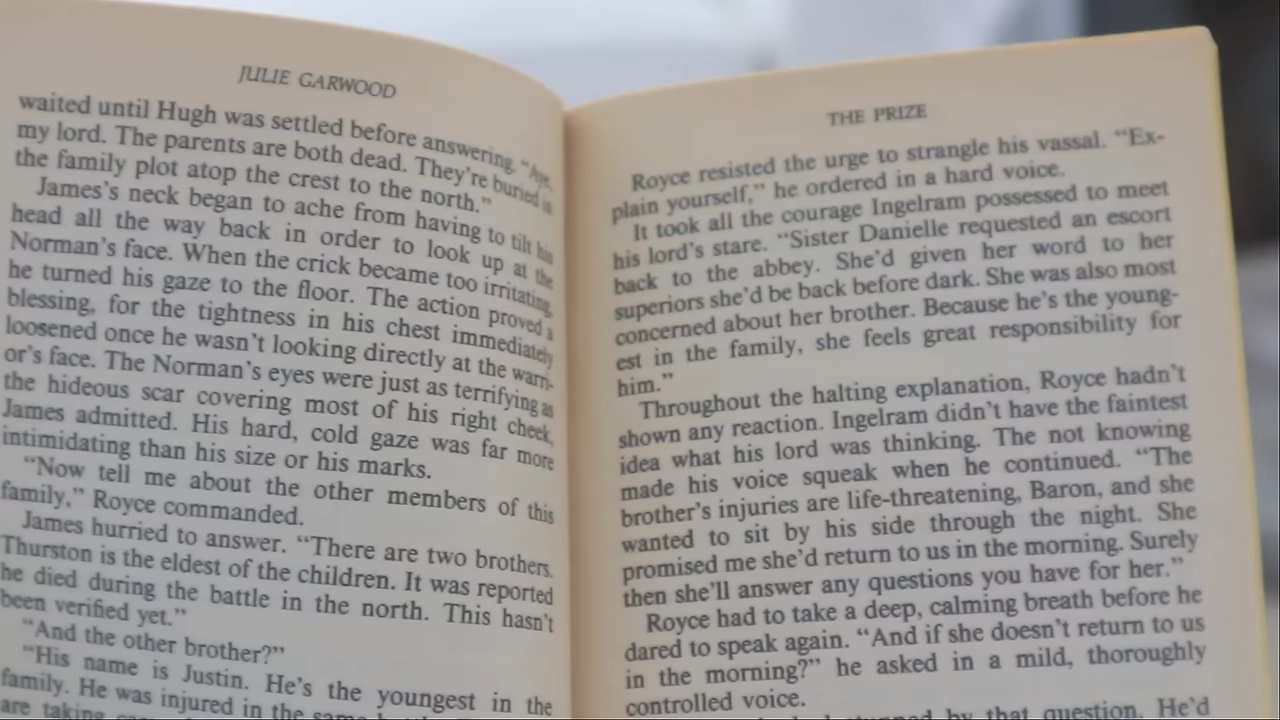 JULIE GARWOOD
waited until Hugh was settled before answering. "Aye,
my lord. The parents are both dead. They're buried in
the family plot atop the crest to the north."
James's neck began to ache from having to tilt his
head all the way back in order to look up at the
Norman's face. When the crick became too irritating,
he turned his gaze to the floor. The action proved a
blessing, for the tightness in his chest immediately
loosened once he wasn't looking directly at the warri-
or's face. The Norman's eyes were just as terrifying as
the hideous scar covering most of his right cheek,
James admitted. His hard, cold gaze was far more
intimidating than his size or his marks.
"Now tell me about the other members of this
family," Royce commanded.
James hurried to answer. "There are two brothers.
Thurston is the eldest of the children. It was reported
he died during the battle in the north. This hasn't
been verified yet."
"And the other brother?"
"His name is Justin. He's the youngest in the
family. He was injured in the same
are taking
THE PRIZE
Royce resisted the urge to strangle his vassal. "Ex-
plain yourself," he ordered in a hard voice.
It took all the courage Ingelram possessed to meet
his lord's stare. "Sister Danielle requested an escort
back to the abbey. She'd given her word to her
superiors she'd be back before dark. She was also most
concerned about her brother. Because he's the young-
est in the family, she feels great responsibility for
him."
Throughout the halting explanation, Royce hadn't
shown any reaction. Ingelram didn't have the faintest
idea what his lord was thinking. The not knowing
made his voice squeak when he continued. "The
brother's injuries are life-threatening, Baron, and she
wanted to sit by his side through the night. She
promised me she'd return to us in the morning. Surely
then she'll answer any questions you have for her."
Royce had to take a deep, calming breath before he
dared to speak again. "And if she doesn't return to us
in the morning?" he asked in a mild, thoroughly
controlled voice.
by that question. He'd